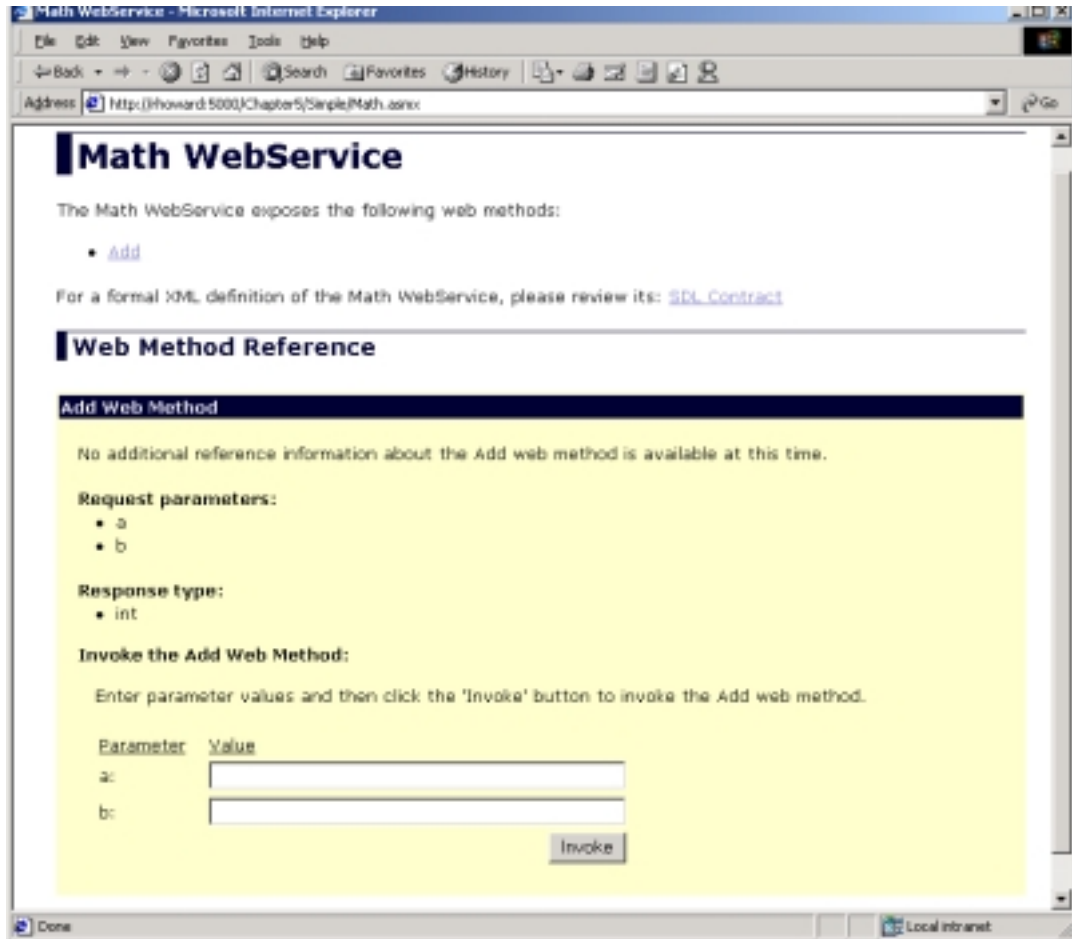 Math WebService - Microsoft Internet Explorer
File Edit View Favorites Tools Help
Back Search Favorites History
Address http://rhoward:5000/Chapter5/Simple/Math.asmx Go
Math WebService
The Math WebService exposes the following web methods:
Add
For a formal XML definition of the Math WebService, please review its: SDL Contract
Web Method Reference
Add Web Method
No additional reference information about the Add web method is available at this time.
Request parameters:
a
b
Response type:
int
Invoke the Add Web Method:
Enter parameter values and then click the 'Invoke' button to invoke the Add web method.
Parameter Value
a:
b:
Invoke
Done Local intranet